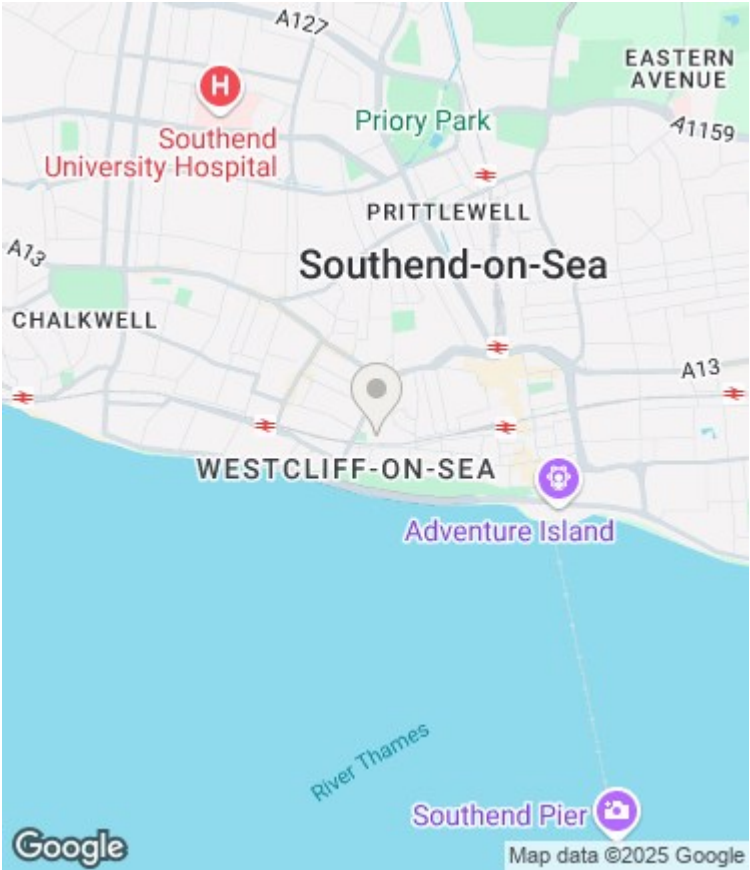 A127
EASTERN
AVENUE
H
Southend
University Hospital
Priory Park
A1159
PRITTLEWELL
A13
Southend-on-Sea
CHALKWELL
A13
WESTCLIFF-ON-SEA
Adventure Island
River Thames
Southend Pier
Google
Map data ©2025 Google